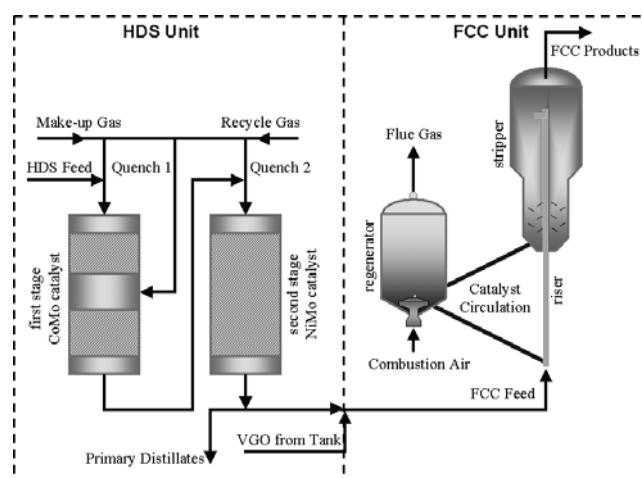 HDS Unit
FCC Unit
FCC Products
Make-up Gas
Recycle Gas
Flue Gas
HDS Feed
Quench 1
Quench 2
stripper
first stage
CoMo catalyst
second stage
NiMo catalyst
regenerator
Catalyst
Circulation
riser
Combustion Air
FCC Feed
VGO from Tank
Primary Distillates